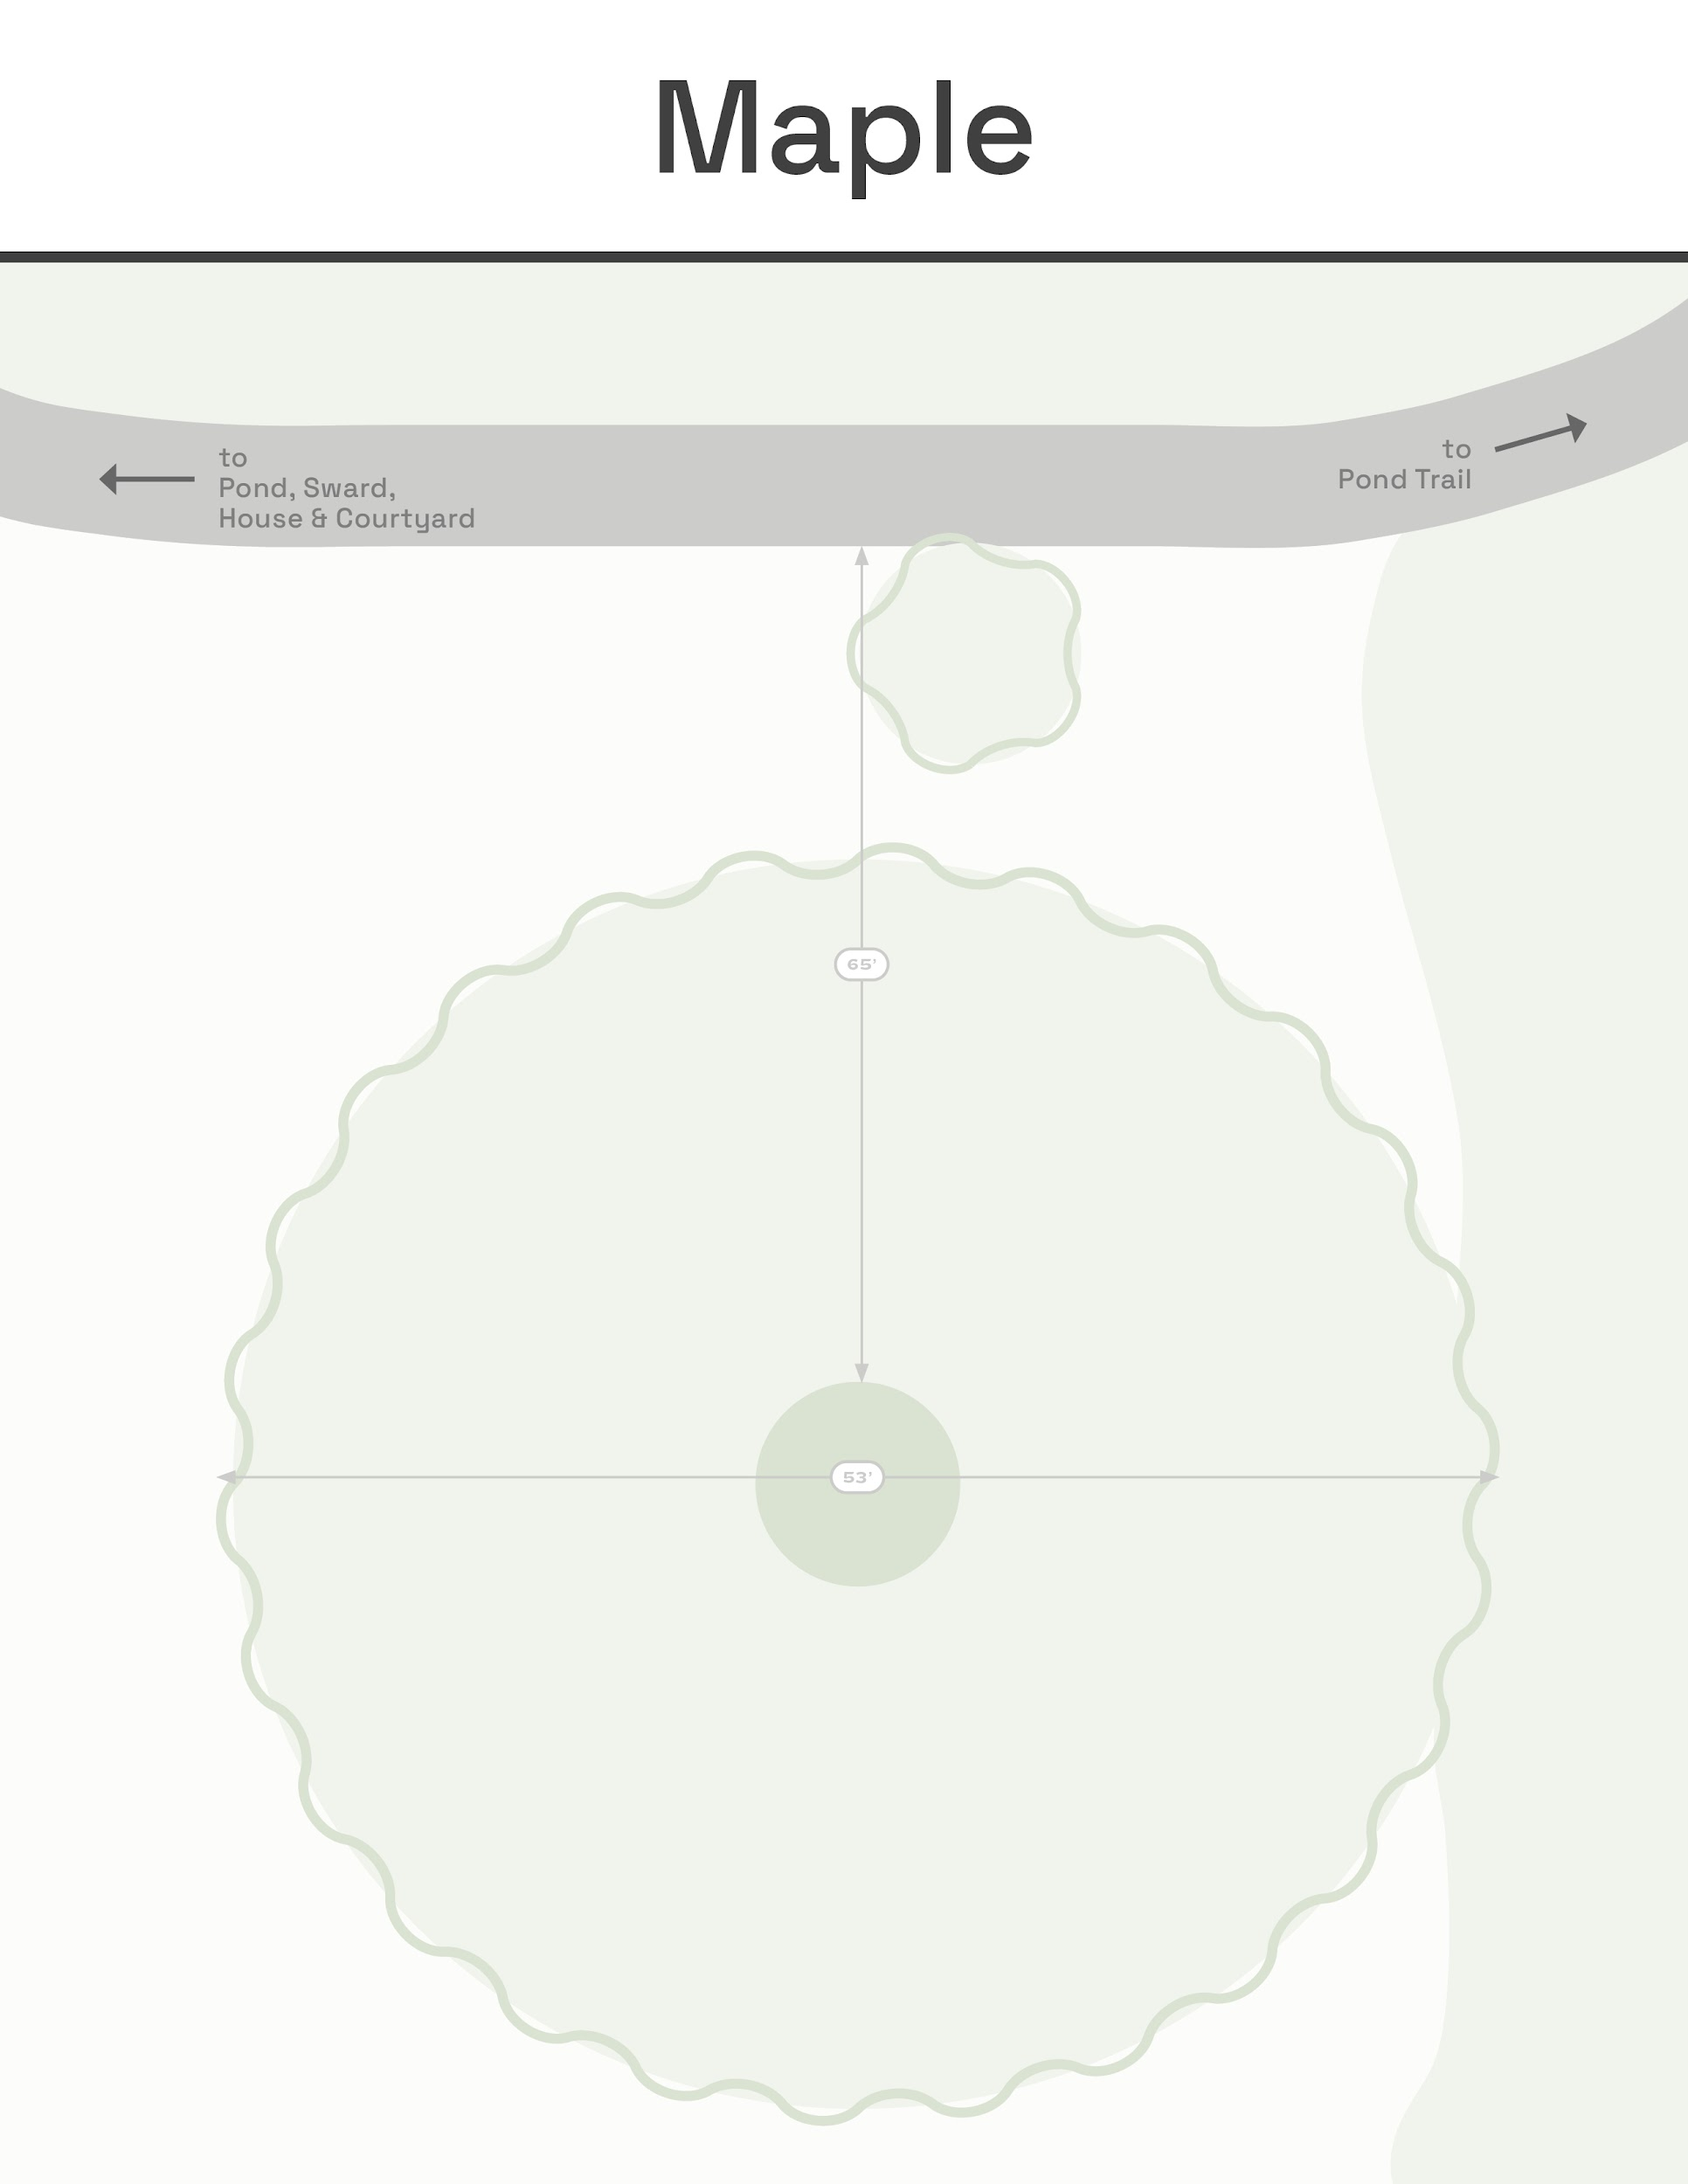 Maple
to
Pond, Sward,
House & Courtyard
to
Pond Trail
65'
53'